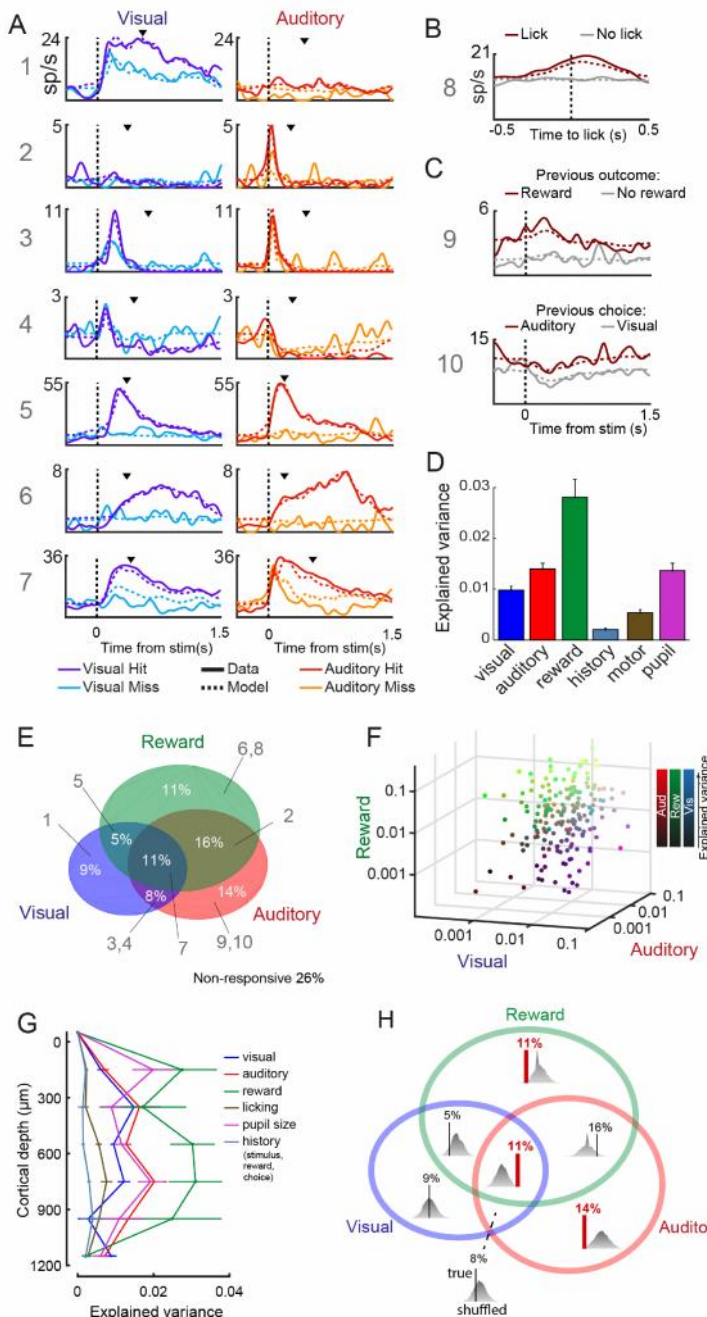 A
Visual
Auditory
1
sp/s
24
24
2
5
5
3
11
11
4
3
3
5
55
55
6
8
8
7
36
36
0
1.5
0
1.5
Time from stim(s)
Time from stim(s)
Visual Hit
Data
Auditory Hit
Visual Miss
Model
Auditory Miss
B
Lick
No lick
8
sp/s
21
-0.5
0.5
Time to lick (s)
C
Previous outcome:
Reward
No reward
9
6
Previous choice:
Auditory
Visual
10
15
0
1.5
Time from stim (s)
D
Explained variance
0.03
0.02
0.01
0
visual
auditory
reward
history
motor
pupil
E
Reward
6,8
11%
5
2
1
5%
16%
9%
11%
8%
14%
Visual
Auditory
3,4
7
9,10
Non-responsive 26%
F
Reward
0.1
0.01
0.001
0.001
0.01
0.1
Visual
0.001
0.01
0.1
Auditory
Aud
Rew
Vis
Explained variance
G
Cortical depth (µm)
0
300
600
900
1200
0
0.02
0.04
Explained variance
visual
auditory
reward
licking
pupil size
history
(stimulus,
reward,
choice)
H
Reward
11%
5%
16%
11%
9%
14%
Visual
Audito
8%
true
shuffled